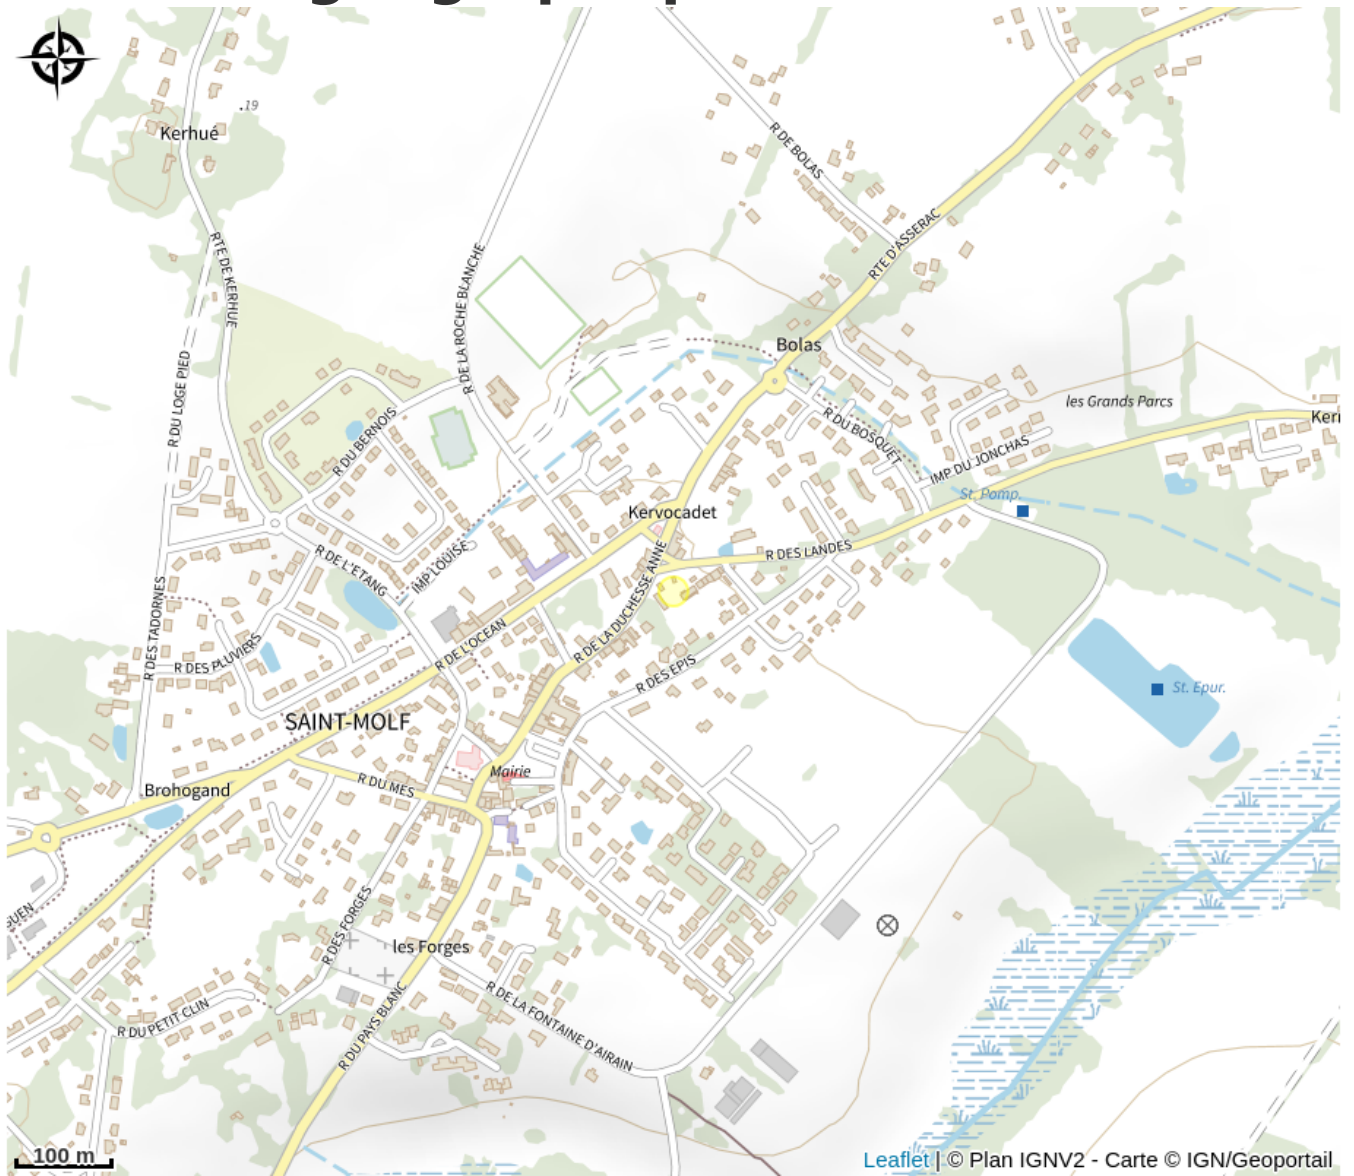 19
Kerhué
R DE BOLAS
RTE D'ASSERAC
RTE DE KERHUE
R DE LA ROCHE BLANCHE
Bolas
R DU LOGE PIED
les Grands Parcs
R DU BERNOIS
R DU BOSQUET
Keri
IMP DU JONCHAS
St. Pomp.
Kervocadet
R DES LANDES
R DE L'ETANG
IMP LOUISE
R DE LA DUCHESSE ANNE
R DES TADORNES
R DES PLUVIERS
R DE L'OCEAN
R DES EPIS
St. Epur.
SAINT-MOLF
Mairie
Brohogand
R DU MES
GUEN
R DES FORGES
les Forges
R DU PETIT CLIN
R DU PAYS BLANC
R DE LA FONTAINE D'AIRAIN
100 m
Leaflet | © Plan IGNV2 - Carte © IGN/Geoportail